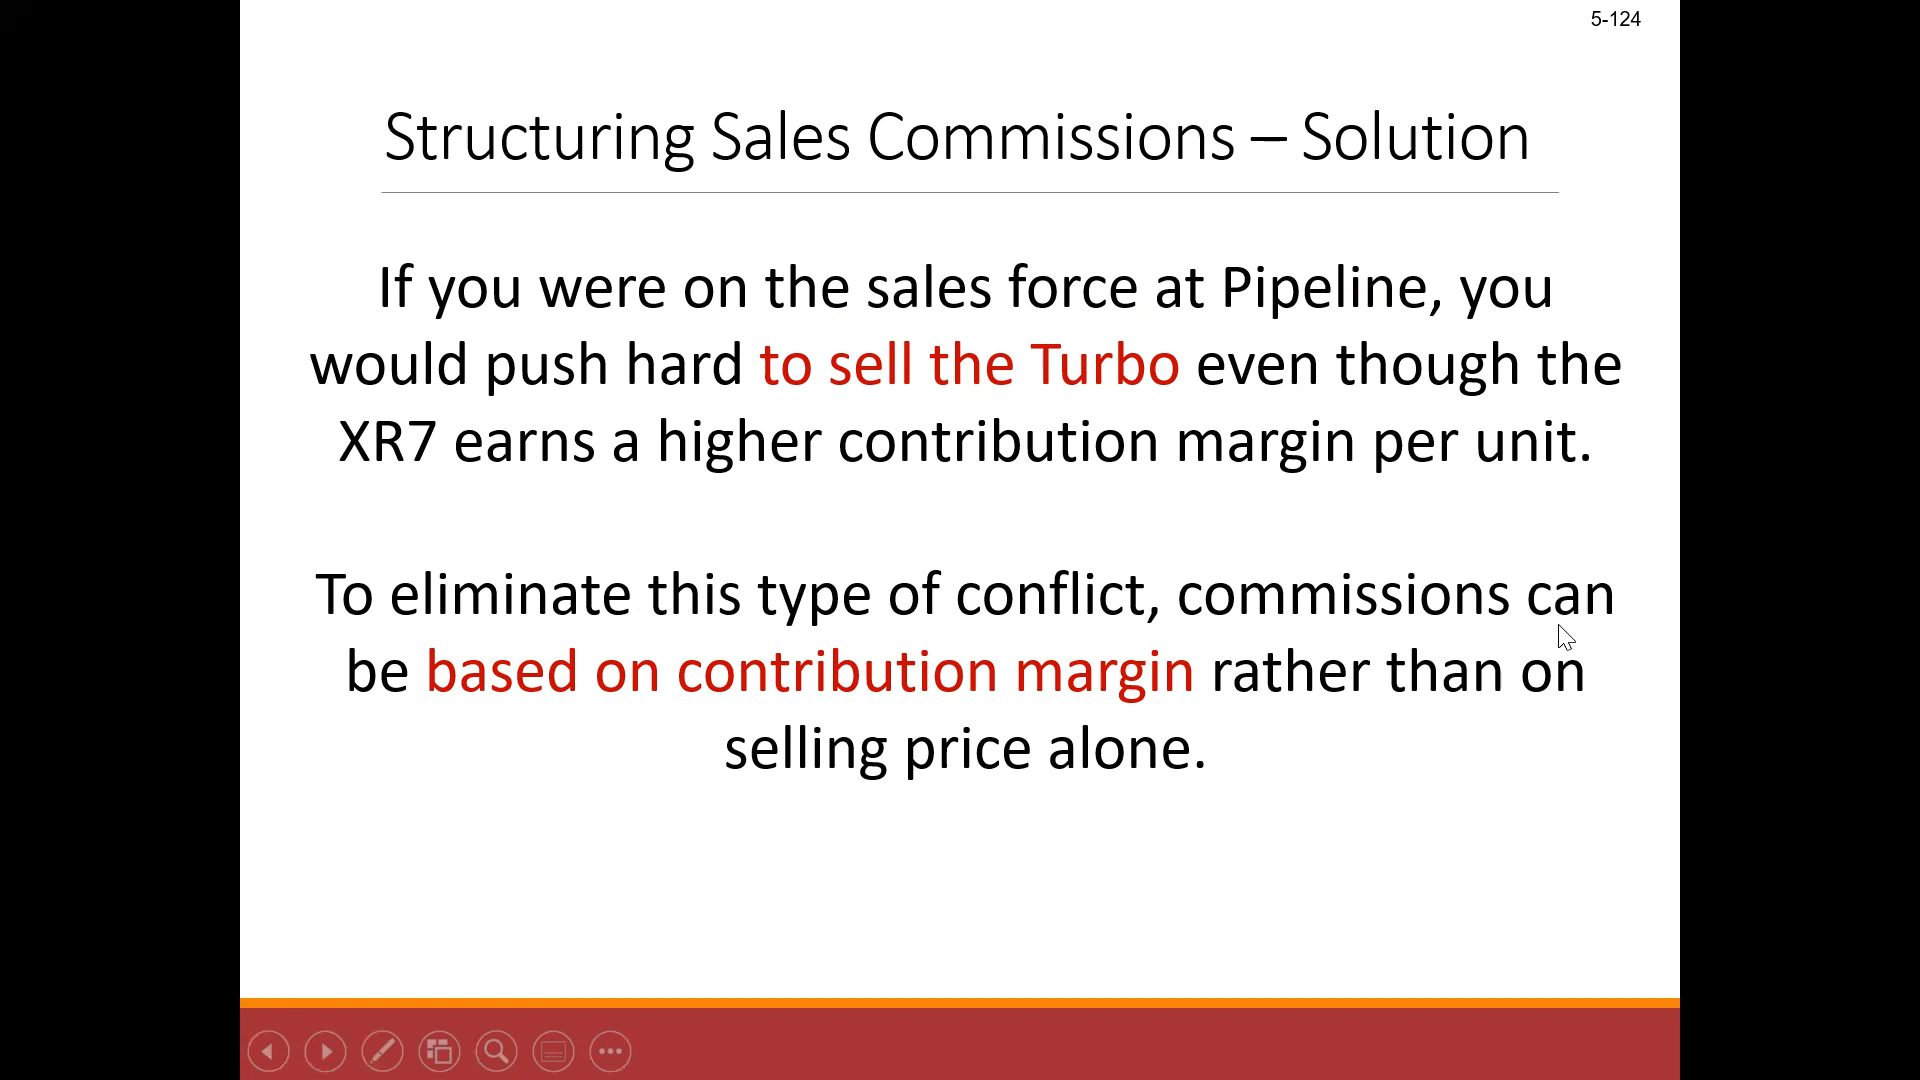 5-124
Structuring Sales Commissions – Solution
If you were on the sales force at Pipeline, you
would push hard to sell the Turbo even though the
XR7 earns a higher contribution margin per unit.
To eliminate this type of conflict, commissions can
be based on contribution margin rather than on
selling price alone.